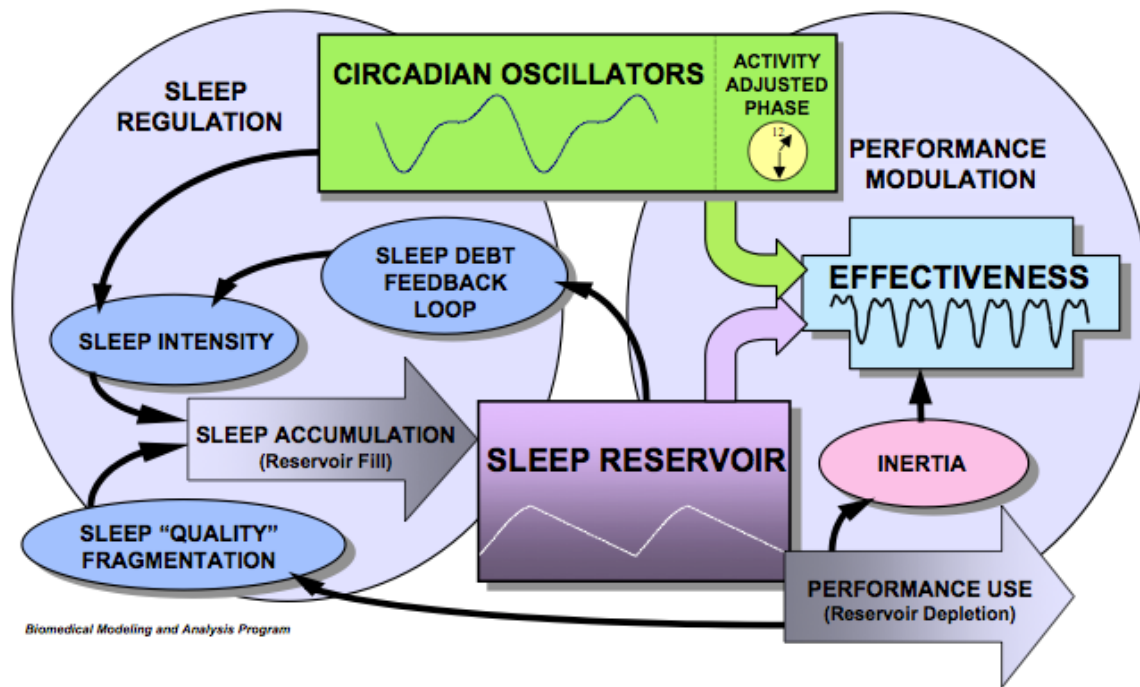 SLEEP
REGULATION
CIRCADIAN OSCILLATORS
ACTIVITY
ADJUSTED
PHASE
12
PERFORMANCE
MODULATION
SLEEP DEBT
FEEDBACK
LOOP
EFFECTIVENESS
SLEEP INTENSITY
SLEEP ACCUMULATION
(Reservoir Fill)
SLEEP RESERVOIR
INERTIA
SLEEP “QUALITY”
FRAGMENTATION
PERFORMANCE USE
(Reservoir Depletion)
Biomedical Modeling and Analysis Program